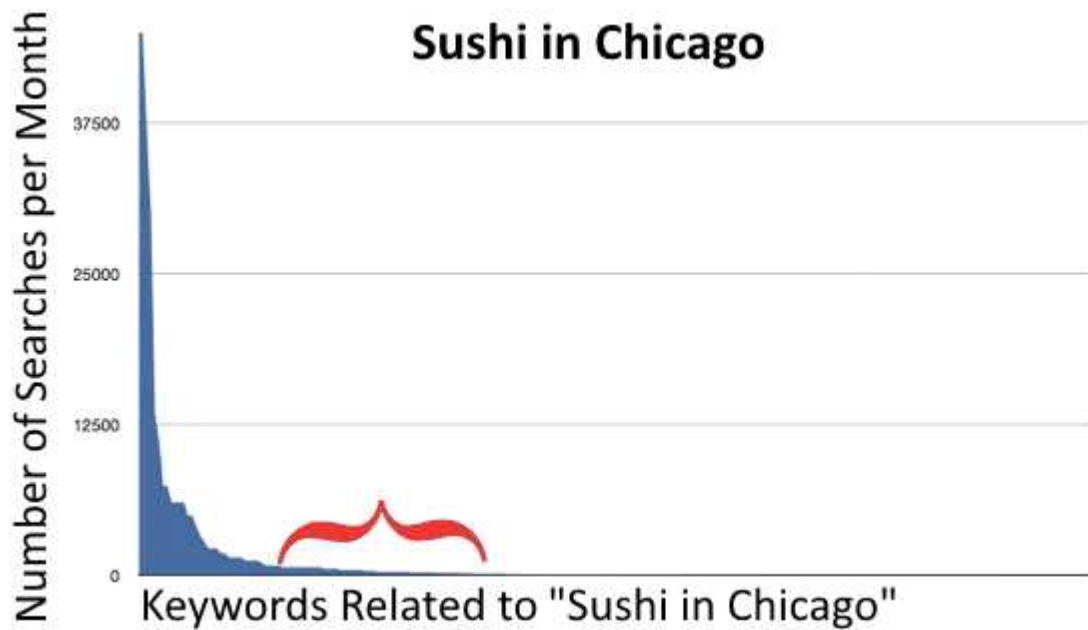 Sushi in Chicago
Number of Searches per Month
37500
25000
12500
0
Keywords Related to "Sushi in Chicago"